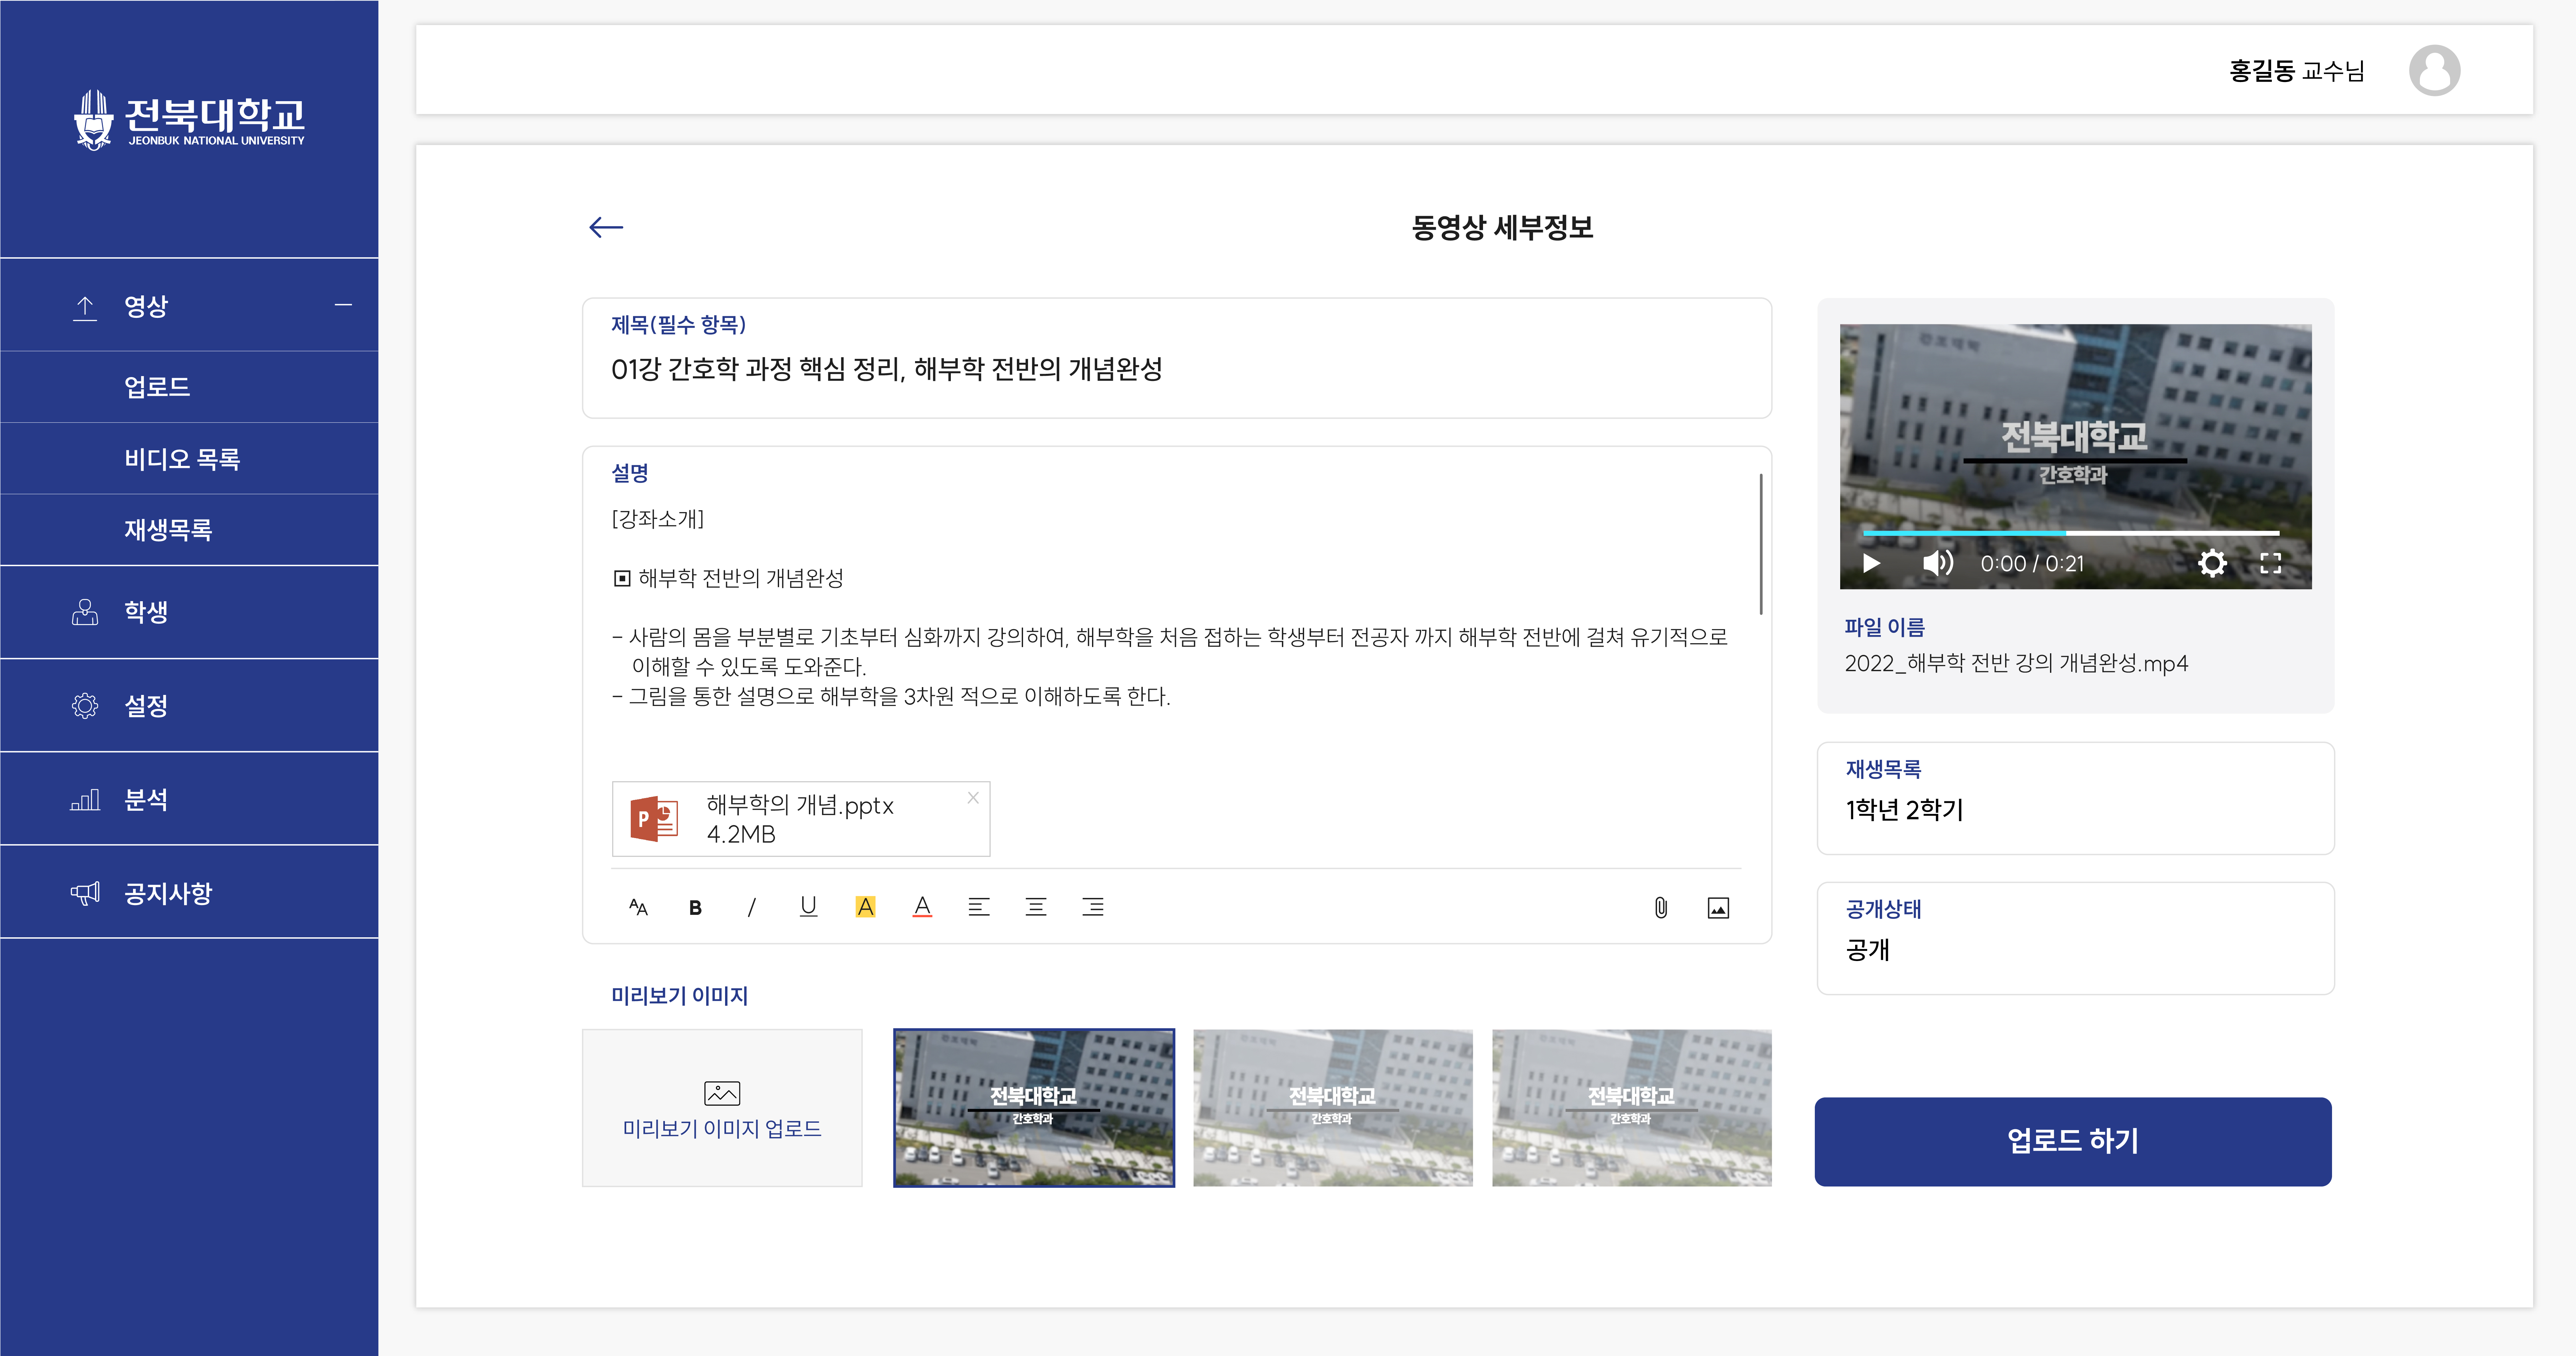 전북대학교
JEONBUK NATIONAL UNIVERSITY
영상
업로드
비디오 목록
재생목록
학생
설정
분석
공지사항
홍길동 교수님
동영상 세부정보
제목(필수 항목)
01강 간호학 과정 핵심 정리, 해부학 전반의 개념완성
설명
[강좌소개]
▣ 해부학 전반의 개념완성
- 사람의 몸을 부분별로 기초부터 심화까지 강의하여, 해부학을 처음 접하는 학생부터 전공자 까지 해부학 전반에 걸쳐 유기적으로
이해할 수 있도록 도와준다.
- 그림을 통한 설명으로 해부학을 3차원 적으로 이해하도록 한다.
P
해부학의 개념.pptx
4.2MB
AA B / U A A
미리보기 이미지
미리보기 이미지 업로드
전북대학교
간호학과
전북대학교
간호학과
전북대학교
간호학과
전북대학교
간호학과
0:00 / 0:21
파일 이름
2022_해부학 전반 강의 개념완성.mp4
재생목록
1학년 2학기
공개상태
공개
업로드 하기